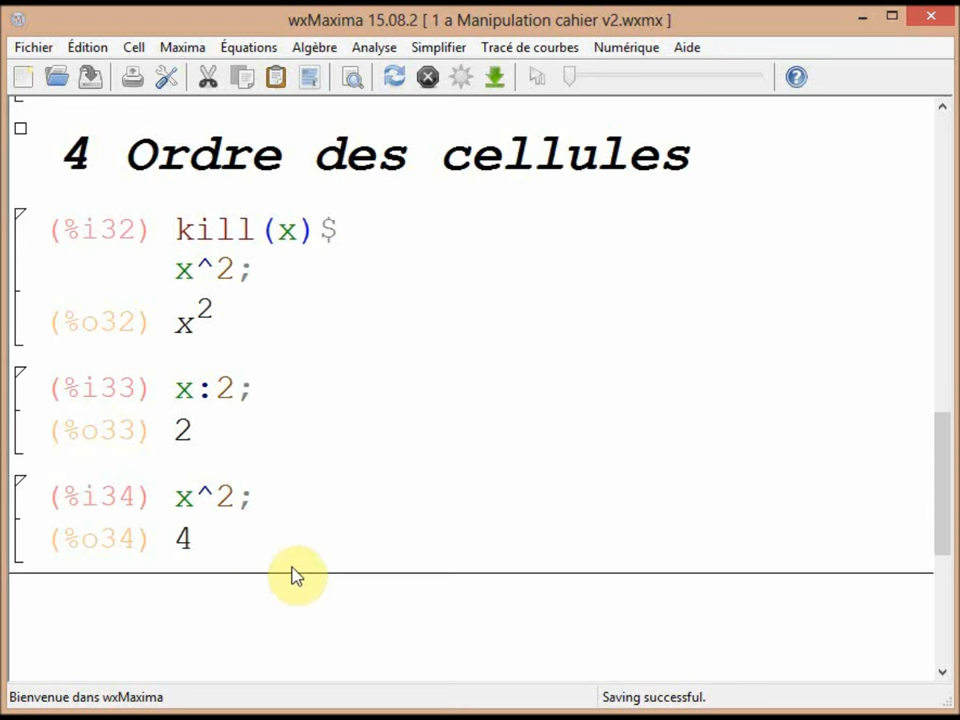 wxMaxima 15.08.2 [ 1 a Manipulation cahier v2.wxmx ]
Fichier Édition Cell Maxima Équations Algèbre Analyse Simplifier Tracé de courbes Numérique Aide
4 Ordre des cellules
(%i32) kill(x)$
x^2;
(%o32) x²
(%i33) x:2;
(%o33) 2
(%i34) x^2;
(%o34) 4
Bienvenue dans wxMaxima Saving successful.